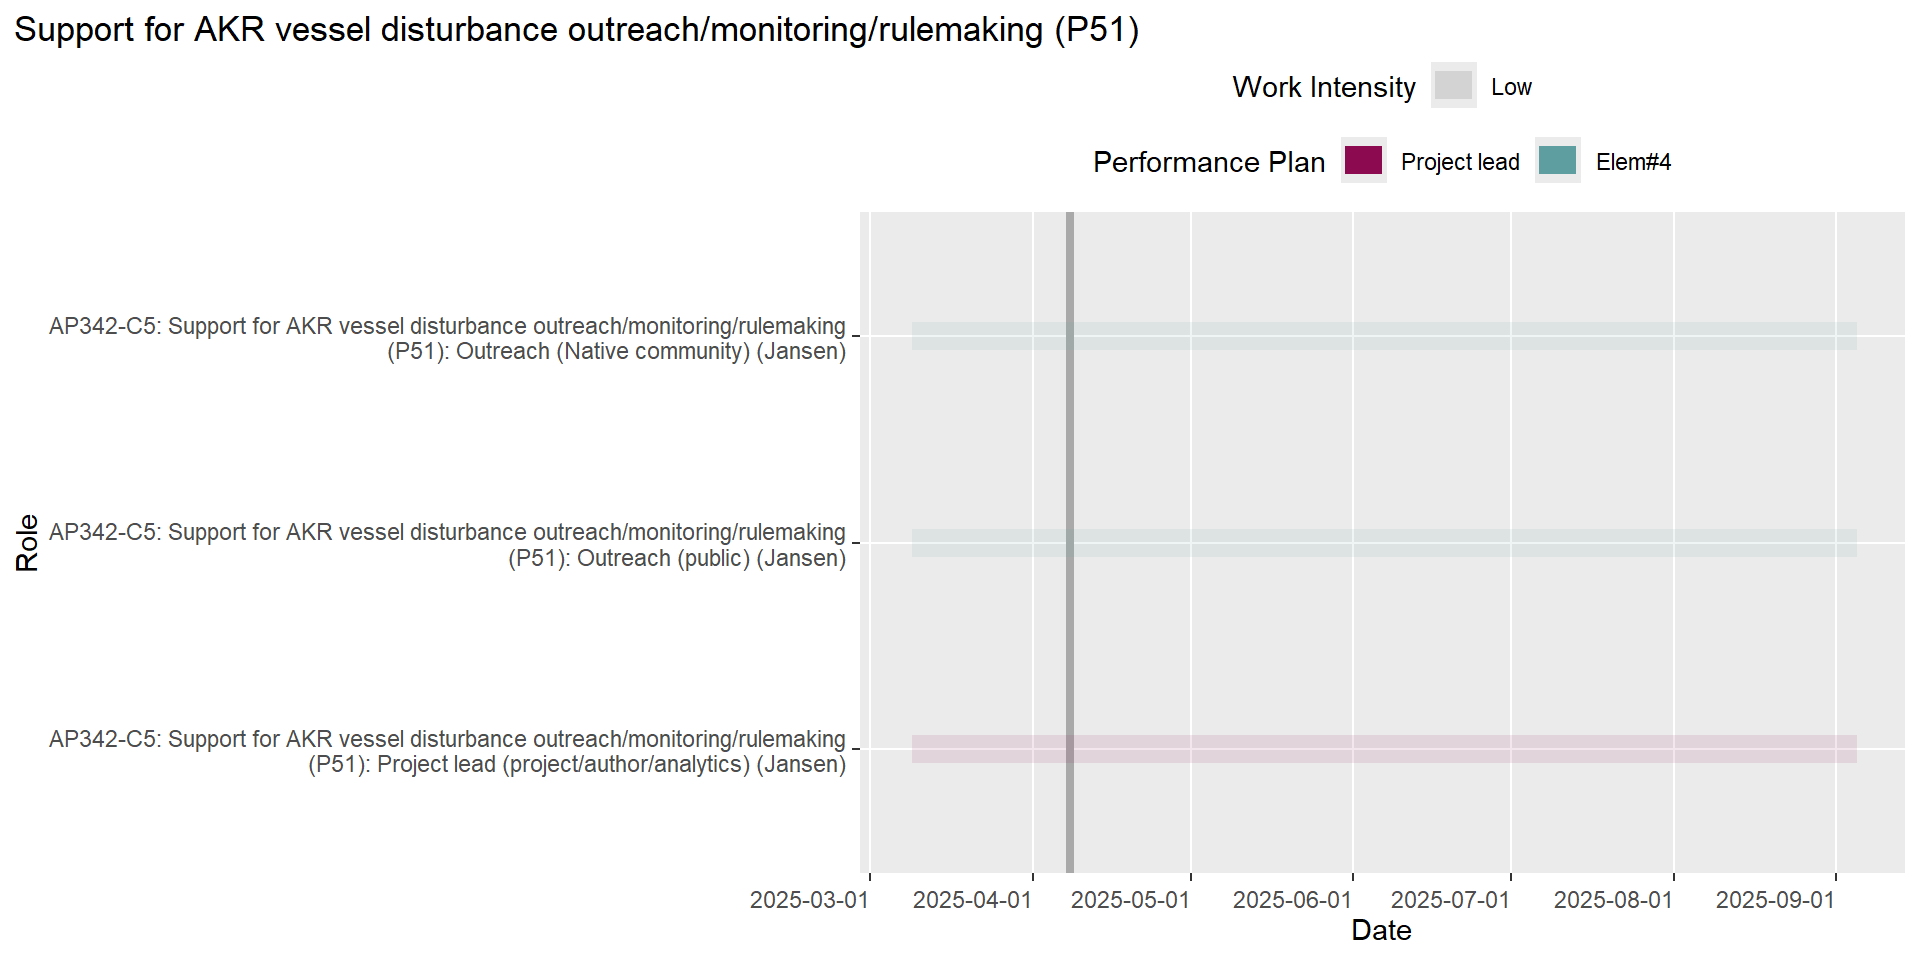 Support for AKR vessel disturbance outreach/monitoring/rulemaking (P51)
Work Intensity Low
Performance Plan Project lead Elem#4
Role
AP342-C5: Support for AKR vessel disturbance outreach/monitoring/rulemaking
(P51): Outreach (Native community) (Jansen)
AP342-C5: Support for AKR vessel disturbance outreach/monitoring/rulemaking
(P51): Outreach (public) (Jansen)
AP342-C5: Support for AKR vessel disturbance outreach/monitoring/rulemaking
(P51): Project lead (project/author/analytics) (Jansen)
2025-03-01 2025-04-01 2025-05-01 2025-06-01 2025-07-01 2025-08-01 2025-09-01
Date